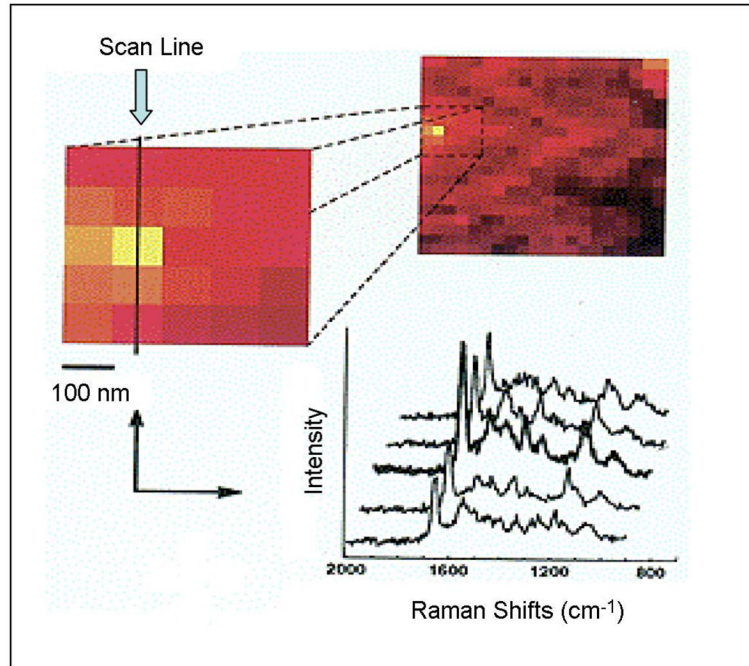 Scan Line
100 nm
Intensity
2000 1600 1200 800
Raman Shifts (cm-1)